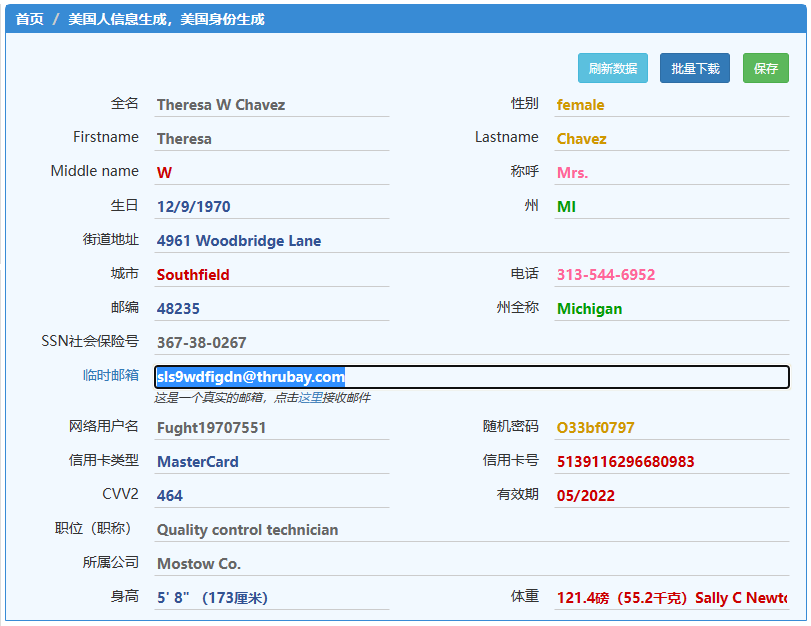 首页 / 美国人信息生成，美国身份生成
刷新数据 批量下载 保存
全名 Theresa W Chavez 性别 female
Firstname Theresa Lastname Chavez
Middle name W 称呼 Mrs.
生日 12/9/1970 州 MI
街道地址 4961 Woodbridge Lane
城市 Southfield 电话 313-544-6952
邮编 48235 州全称 Michigan
SSN社会保险号 367-38-0267
临时邮箱 sls9wdfigdn@thrubay.com
这是一个真实的邮箱，点击这里接收邮件
网络用户名 Fught19707551 随机密码 O33bf0797
信用卡类型 MasterCard 信用卡号 5139116296680983
CVV2 464 有效期 05/2022
职位（职称） Quality control technician
所属公司 Mostow Co.
身高 5' 8" （173厘米） 体重 121.4磅（55.2千克）Sally C Newto